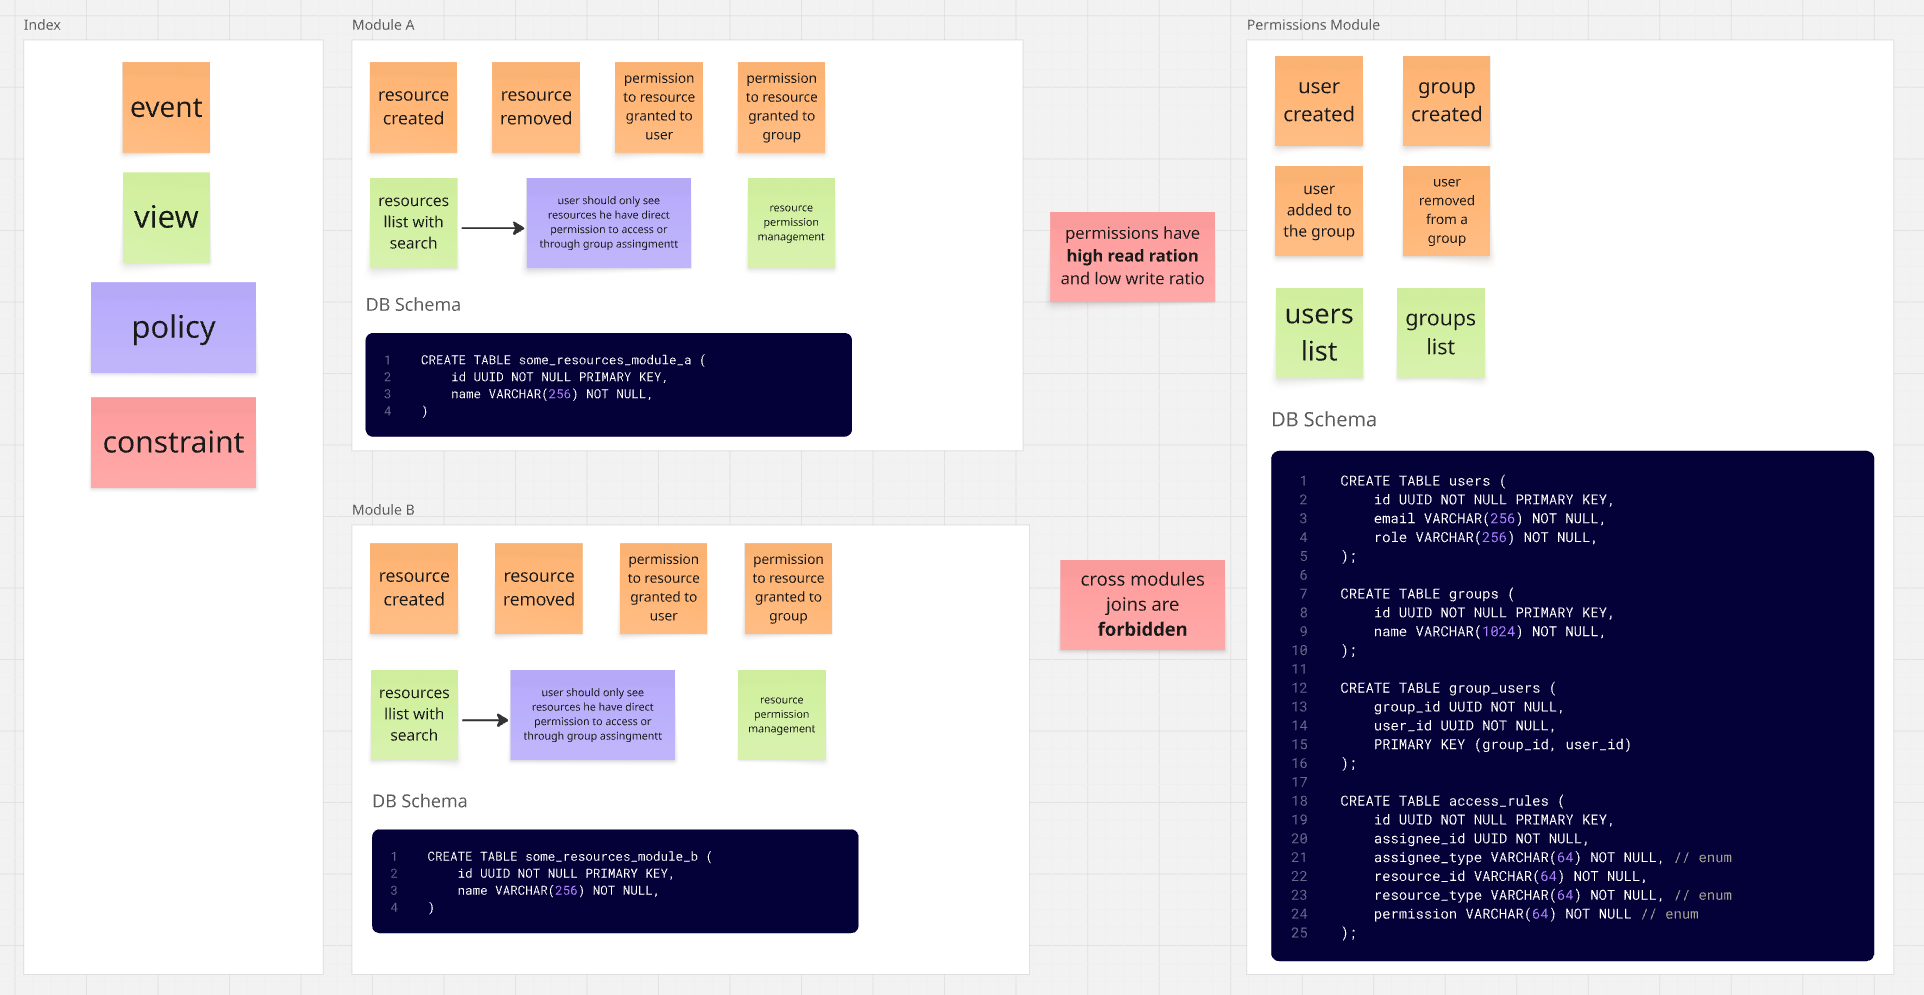 Index
event
view
policy
constraint
Module A
resource
created
resource
removed
permission
to resource
granted to
user
permission
to resource
granted to
group
resources
llist with
search
user should only see
resources he have direct
permission to access or
through group assingmentt
resource
permission
management
DB Schema
1 CREATE TABLE some_resources_module_a (
2 id UUID NOT NULL PRIMARY KEY,
3 name VARCHAR(256) NOT NULL,
4 )
Module B
resource
created
resource
removed
permission
to resource
granted to
user
permission
to resource
granted to
group
resources
llist with
search
user should only see
resources he have direct
permission to access or
through group assingmentt
resource
permission
management
DB Schema
1 CREATE TABLE some_resources_module_b (
2 id UUID NOT NULL PRIMARY KEY,
3 name VARCHAR(256) NOT NULL,
4 )
permissions have
high read ration
and low write ratio
cross modules
joins are
forbidden
Permissions Module
user
created
group
created
user
added to
the group
user
removed
from a
group
users
list
groups
list
DB Schema
1 CREATE TABLE users (
2 id UUID NOT NULL PRIMARY KEY,
3 email VARCHAR(256) NOT NULL,
4 role VARCHAR(256) NOT NULL,
5 );
6
7 CREATE TABLE groups (
8 id UUID NOT NULL PRIMARY KEY,
9 name VARCHAR(1024) NOT NULL,
10 );
11
12 CREATE TABLE group_users (
13 group_id UUID NOT NULL,
14 user_id UUID NOT NULL,
15 PRIMARY KEY (group_id, user_id)
16 );
17
18 CREATE TABLE access_rules (
19 id UUID NOT NULL PRIMARY KEY,
20 assignee_id UUID NOT NULL,
21 assignee_type VARCHAR(64) NOT NULL, // enum
22 resource_id VARCHAR(64) NOT NULL,
23 resource_type VARCHAR(64) NOT NULL, // enum
24 permission VARCHAR(64) NOT NULL // enum
25 );